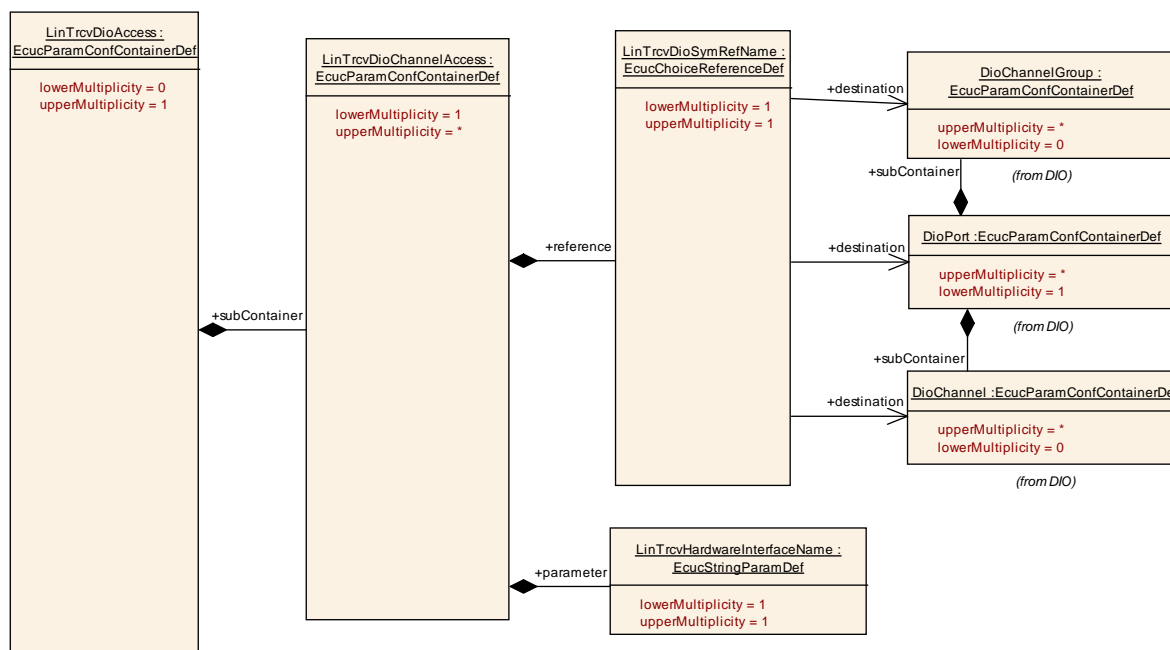 LinTrcvDioAccess :
EcucParamConfContainerDef
lowerMultiplicity = 0
upperMultiplicity = 1
+subContainer
LinTrcvDioChannelAccess :
EcucParamConfContainerDef
lowerMultiplicity = 1
upperMultiplicity = *
+reference
+parameter
LinTrcvDioSymRefName :
EcucChoiceReferenceDef
lowerMultiplicity = 1
upperMultiplicity = 1
+destination
+destination
+destination
LinTrcvHardwareInterfaceName :
EcucStringParamDef
lowerMultiplicity = 1
upperMultiplicity = 1
DioChannelGroup :
EcucParamConfContainerDef
upperMultiplicity = *
lowerMultiplicity = 0
(from DIO)
+subContainer
DioPort :EcucParamConfContainerDef
upperMultiplicity = *
lowerMultiplicity = 1
(from DIO)
+subContainer
DioChannel :EcucParamConfContainerDe
upperMultiplicity = *
lowerMultiplicity = 0
(from DIO)